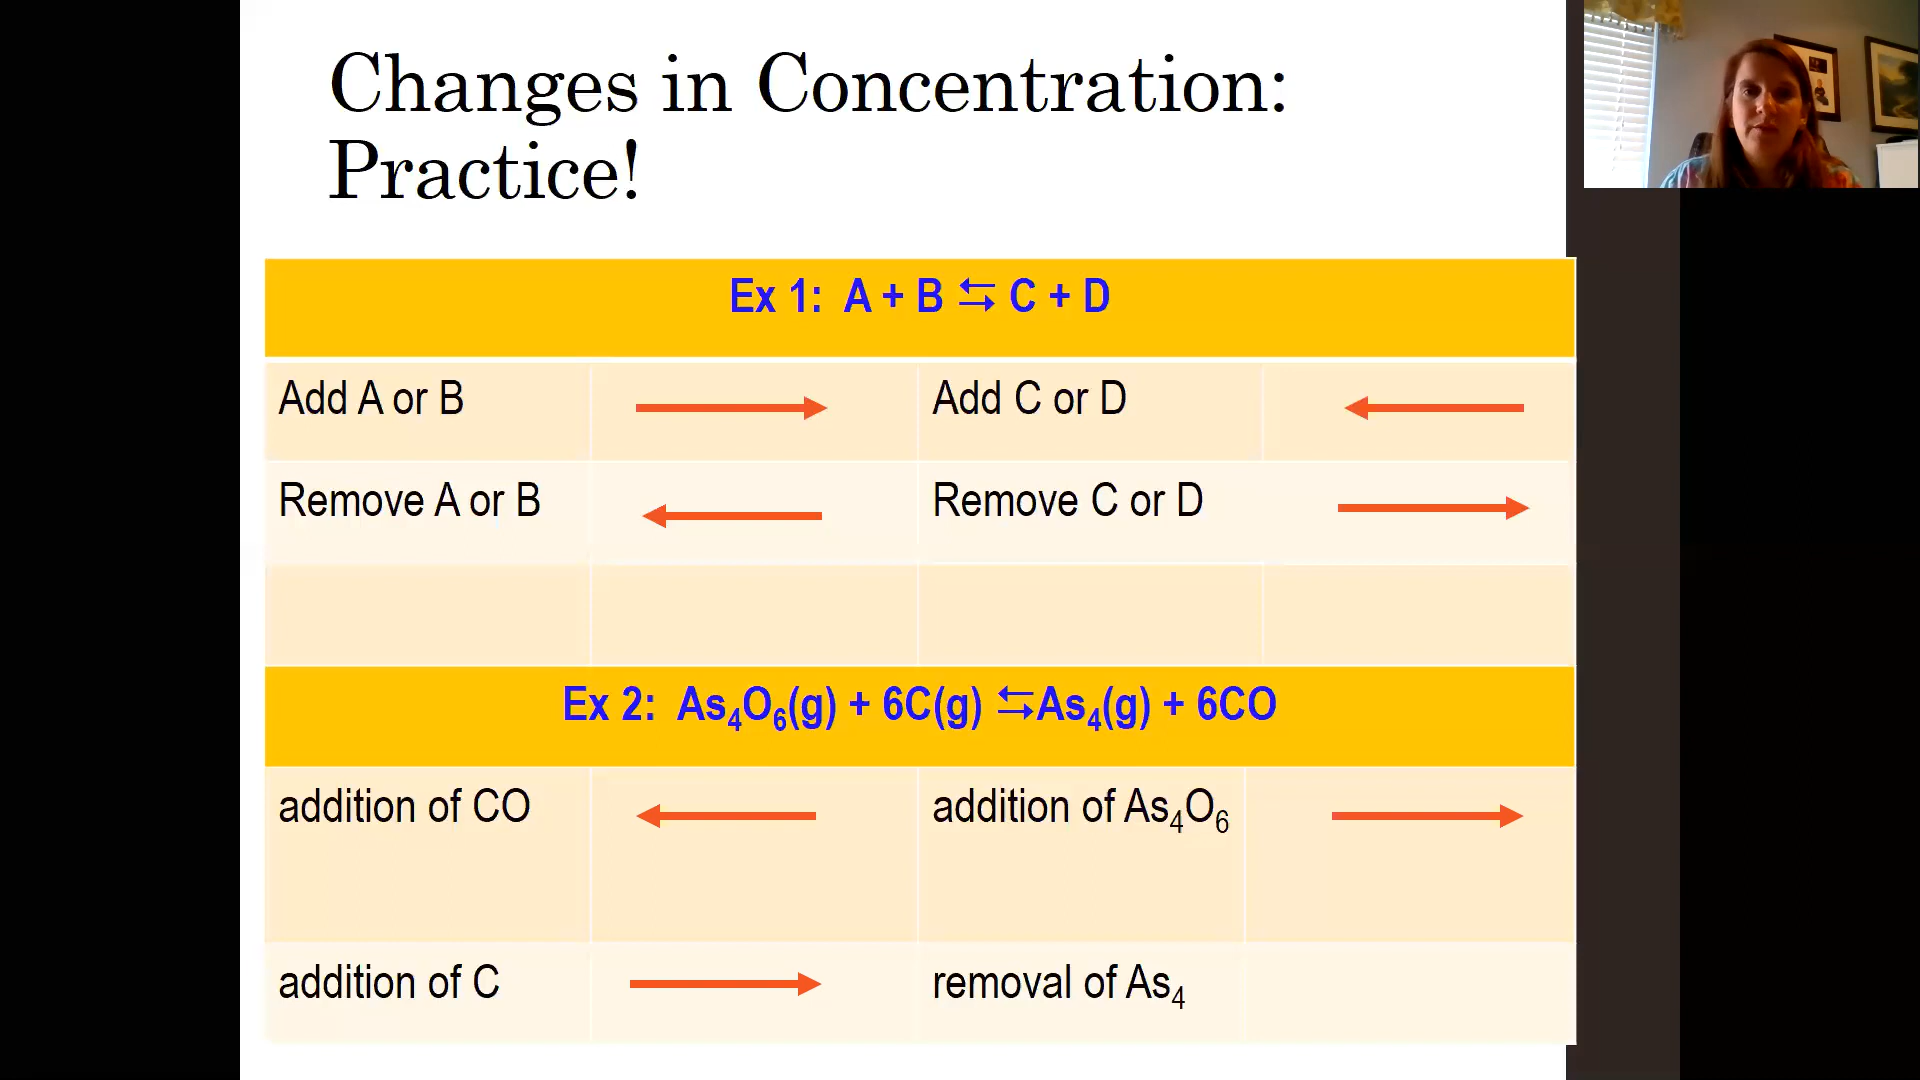 Changes in Concentration:
Practice!
Ex 1: A + B ⇆ C + D
Add A or B
Add C or D
Remove A or B
Remove C or D
Ex 2: As₄O₆(g) + 6C(g) ⇆As₄(g) + 6CO
addition of CO
addition of As₄O₆
addition of C
removal of As₄